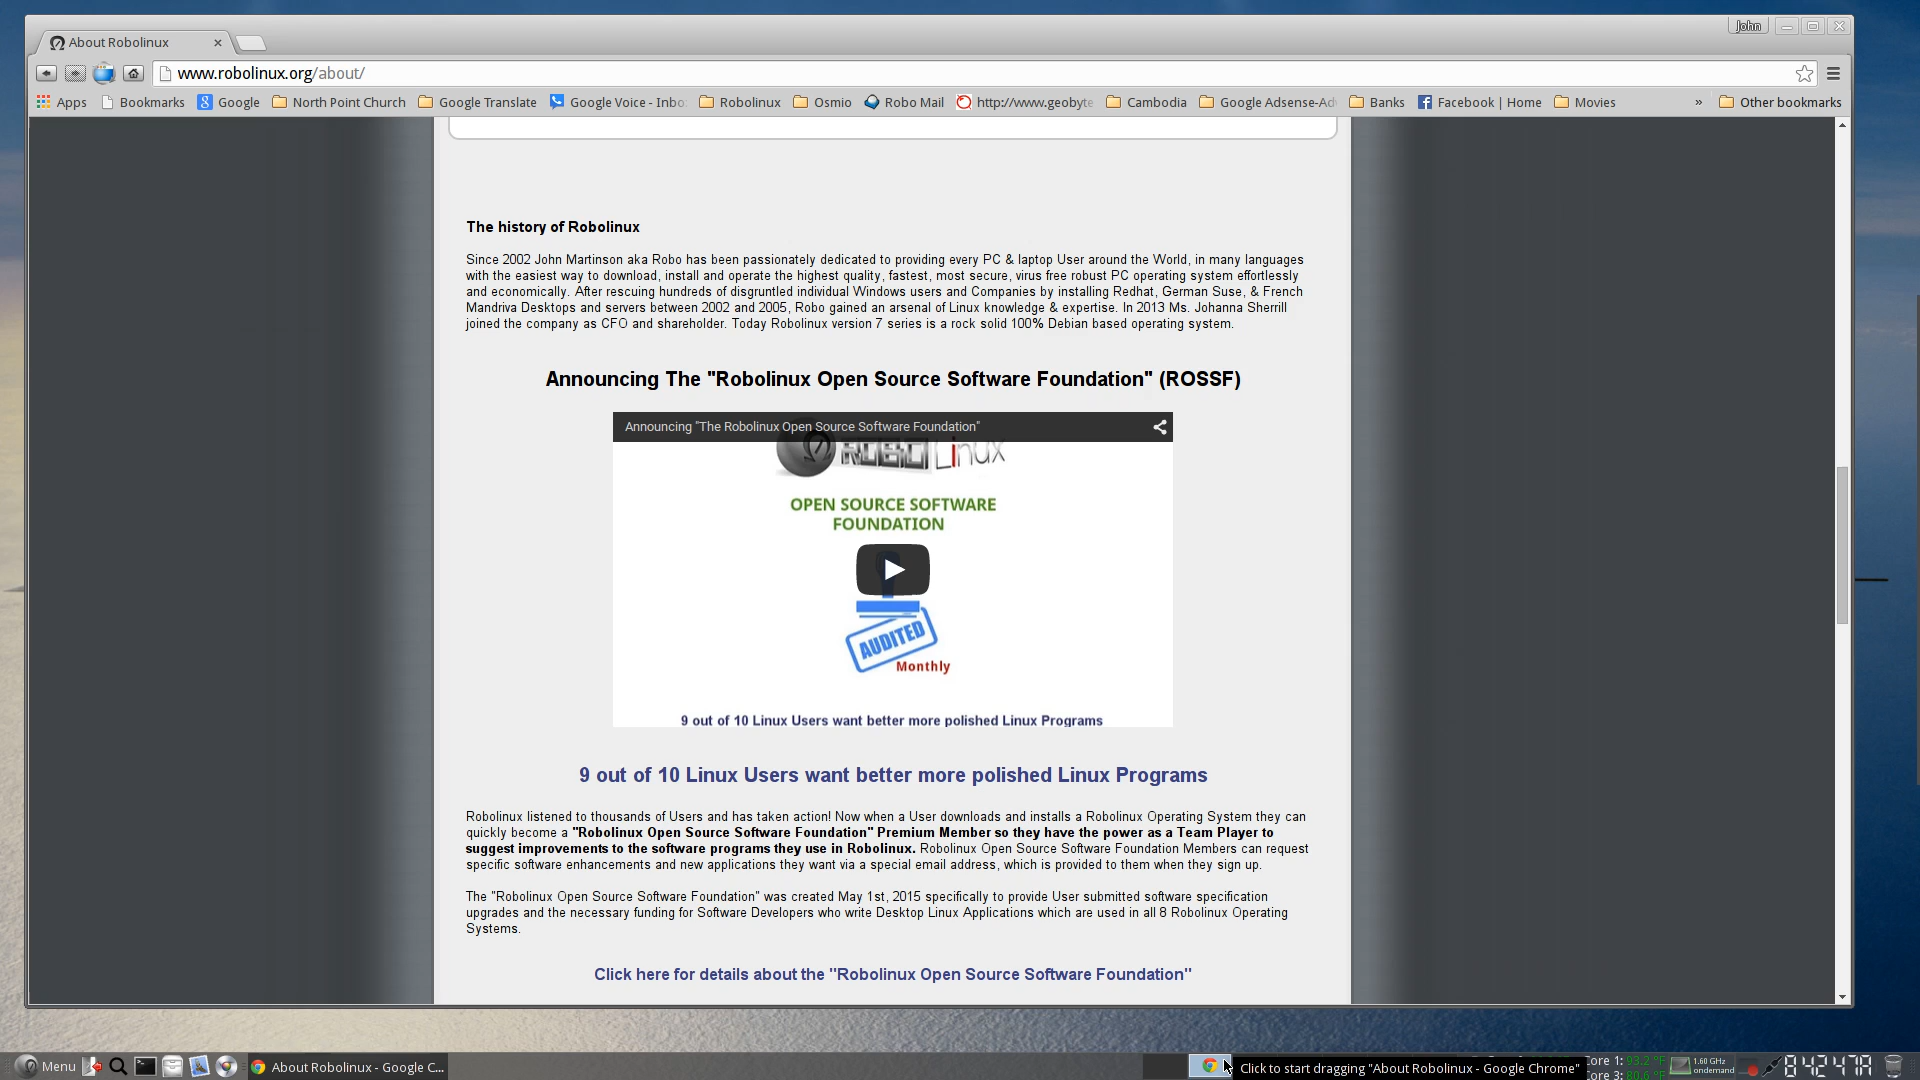 John
About Robolinux
www.robolinux.org/about/
Apps Bookmarks Google North Point Church Google Translate Google Voice - Inbo Robolinux Osmio Robo Mail http://www.geobyte Cambodia Google Adsense-Ad Banks Facebook | Home Movies » Other bookmarks
The history of Robolinux
Since 2002 John Martinson aka Robo has been passionately dedicated to providing every PC & laptop User around the World, in many languages
with the easiest way to download, install and operate the highest quality, fastest, most secure, virus free robust PC operating system effortlessly
and economically. After rescuing hundreds of disgruntled individual Windows users and Companies by installing Redhat, German Suse, & French
Mandriva Desktops and servers between 2002 and 2005, Robo gained an arsenal of Linux knowledge & expertise. In 2013 Ms. Johanna Sherrill
joined the company as CFO and shareholder. Today Robolinux version 7 series is a rock solid 100% Debian based operating system.
Announcing The "Robolinux Open Source Software Foundation" (ROSSF)
Announcing "The Robolinux Open Source Software Foundation"
ROBO Linux
OPEN SOURCE SOFTWARE
FOUNDATION
AUDITED
Monthly
9 out of 10 Linux Users want better more polished Linux Programs
9 out of 10 Linux Users want better more polished Linux Programs
Robolinux listened to thousands of Users and has taken action! Now when a User downloads and installs a Robolinux Operating System they can
quickly become a "Robolinux Open Source Software Foundation" Premium Member so they have the power as a Team Player to
suggest improvements to the software programs they use in Robolinux. Robolinux Open Source Software Foundation Members can request
specific software enhancements and new applications they want via a special email address, which is provided to them when they sign up.
The "Robolinux Open Source Software Foundation" was created May 1st, 2015 specifically to provide User submitted software specification
upgrades and the necessary funding for Software Developers who write Desktop Linux Applications which are used in all 8 Robolinux Operating
Systems.
Click here for details about the "Robolinux Open Source Software Foundation"
Menu About Robolinux - Google C... Click to start dragging "About Robolinux - Google Chrome" Core 1: 93.2 °F 1.60 GHz 8:42:47A
Core 3: 80.6 °F ondemand